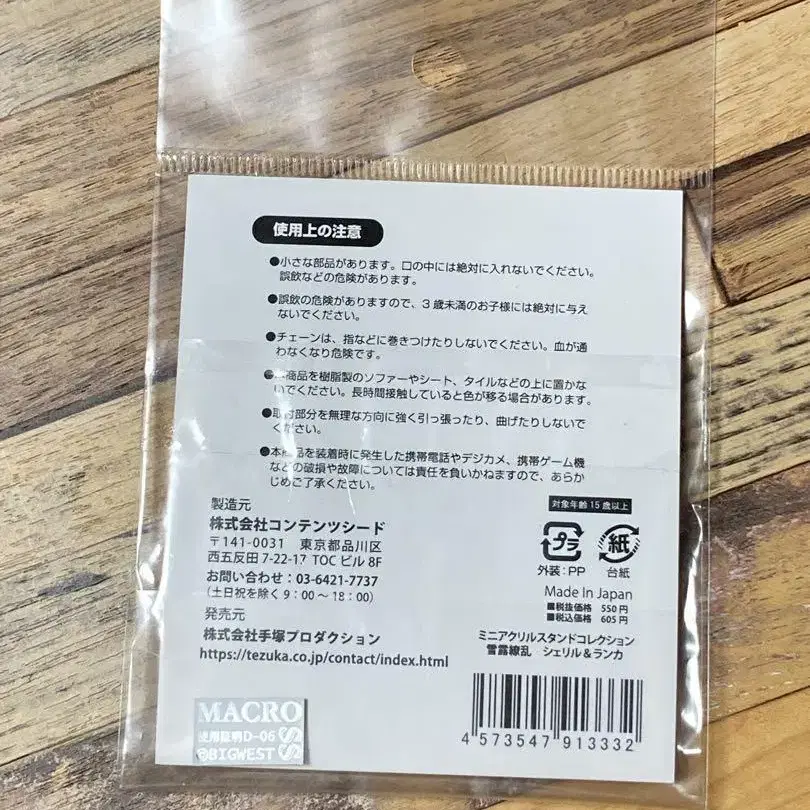 使用上の注意
●小さな部品があります。口の中には絶対に入れないでください。
誤飲などの危険があります。
●誤飲の危険がありますので、3歳未満のお子様には絶対に与え
ないでください。
●チェーンは、指などに巻きつけたりしないでください。血が通
わなくなり危険です。
●本商品を樹脂製のソファーやシート、タイルなどの上に置かな
いでください。長時間接触していると色が移る場合があります。
●取付部分を無理な方向に強く引っ張ったり、曲げたりしないで
ください。
●本商品を装着時に発生した携帯電話やデジカメ、携帯ゲーム機
などの破損や故障については責任を負いかねますので、あらか
じめご了承ください。
製造元
株式会社コンテンツシード
〒141-0031 東京都品川区
西五反田 7-22-17 TOC ビル 8F
お問い合わせ：03-6421-7737
（土日祝を除く 9：00～18：00）
発売元
株式会社手塚プロダクション
https://tezuka.co.jp/contact/index.html
対象年齢 15 歳以上
プラ
紙
外装：PP
台紙
Made In Japan
■税抜価格 550 円
■税込価格 605 円
ミニアクリルスタンドコレクション
雪露繚乱 シェリル＆ランカ
MACROSS
使用証明D-06
©BIGWEST
4 573547 913332